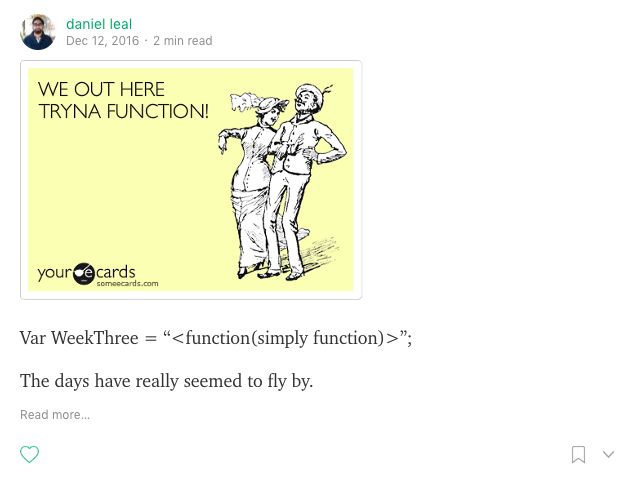 daniel leal
Dec 12, 2016 · 2 min read
WE OUT HERE
TRYNA FUNCTION!
your e cards
someecards.com
Var WeekThree = “<function(simply function)>”;
The days have really seemed to fly by.
Read more...